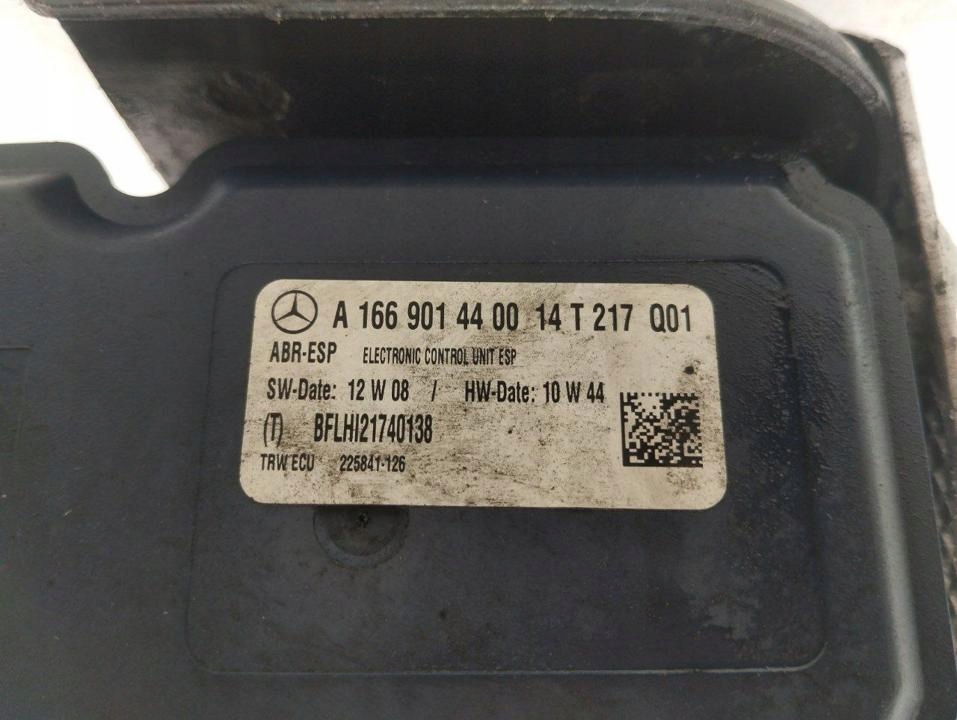 A 166 901 44 00 14 T 217 Q01
ABR-ESP ELECTRONIC CONTROL UNIT ESP
SW-Date: 12 W 08 / HW-Date: 10 W 44
(T) BFLHI21740138
TRW ECU 225841-126